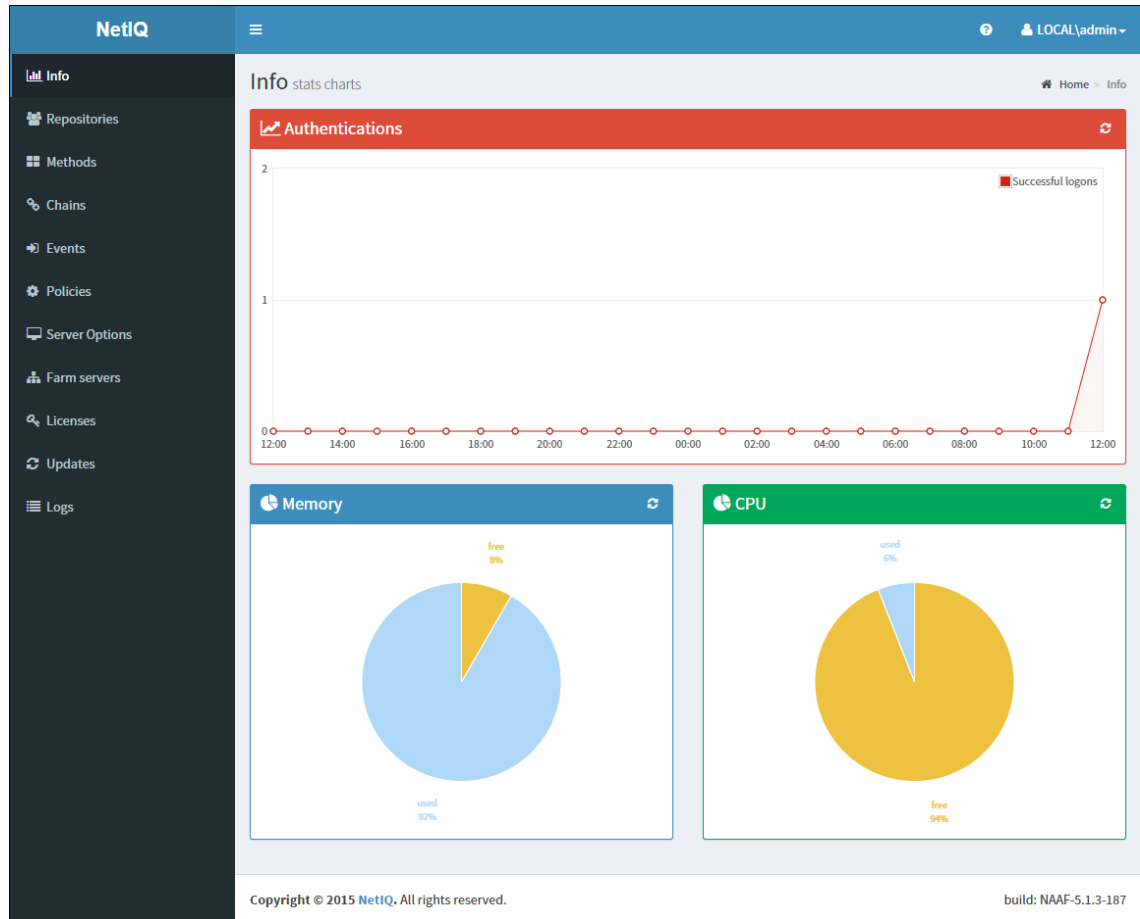 NetIQ
LOCAL\admin
Info
Repositories
Methods
Chains
Events
Policies
Server Options
Farm servers
Licenses
Updates
Logs
Info stats charts
Home > Info
Authentications
Successful logons
2
1
0
12:00 14:00 16:00 18:00 20:00 22:00 00:00 02:00 04:00 06:00 08:00 10:00 12:00
Memory
free
8%
used
92%
CPU
used
6%
free
94%
Copyright © 2015 NetIQ. All rights reserved.
build: NAAF-5.1.3-187